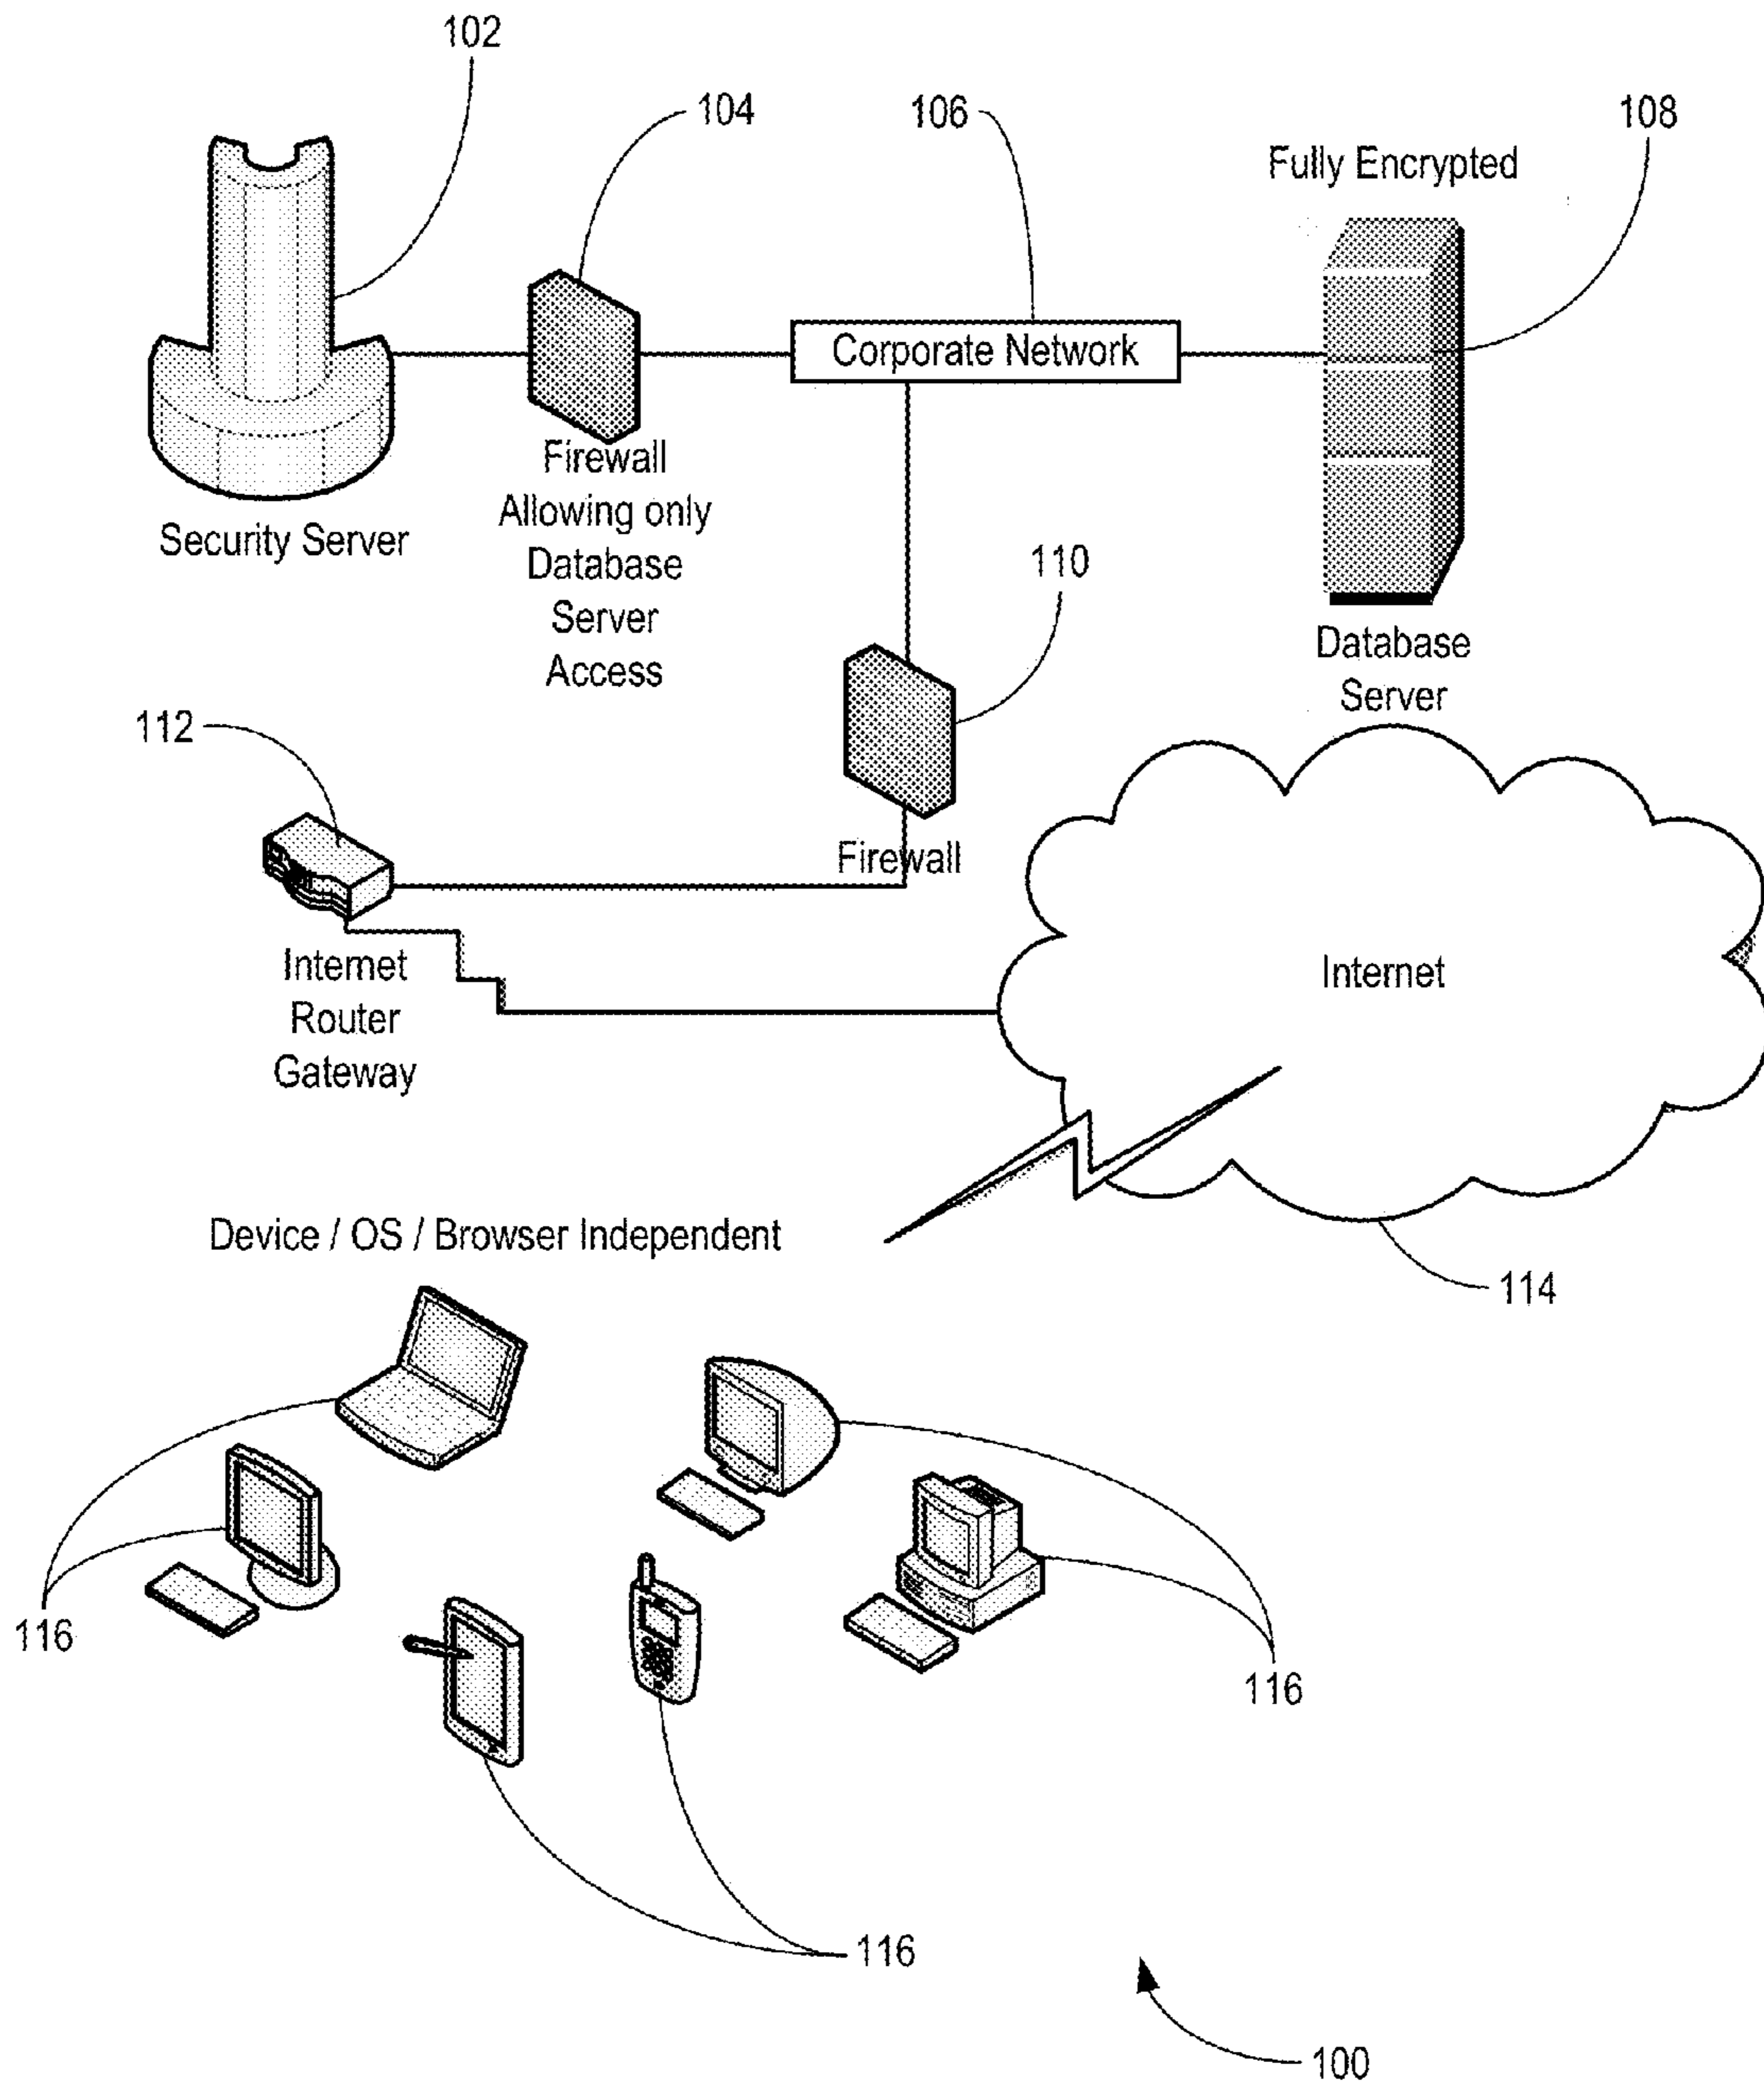 102
104
106
108
Fully Encrypted
Corporate Network
Firewall
Allowing only
Database
Server
Access
Security Server
110
Database
Server
112
Firewall
Internet
Router
Gateway
Internet
Device / OS / Browser Independent
114
116
116
116
100